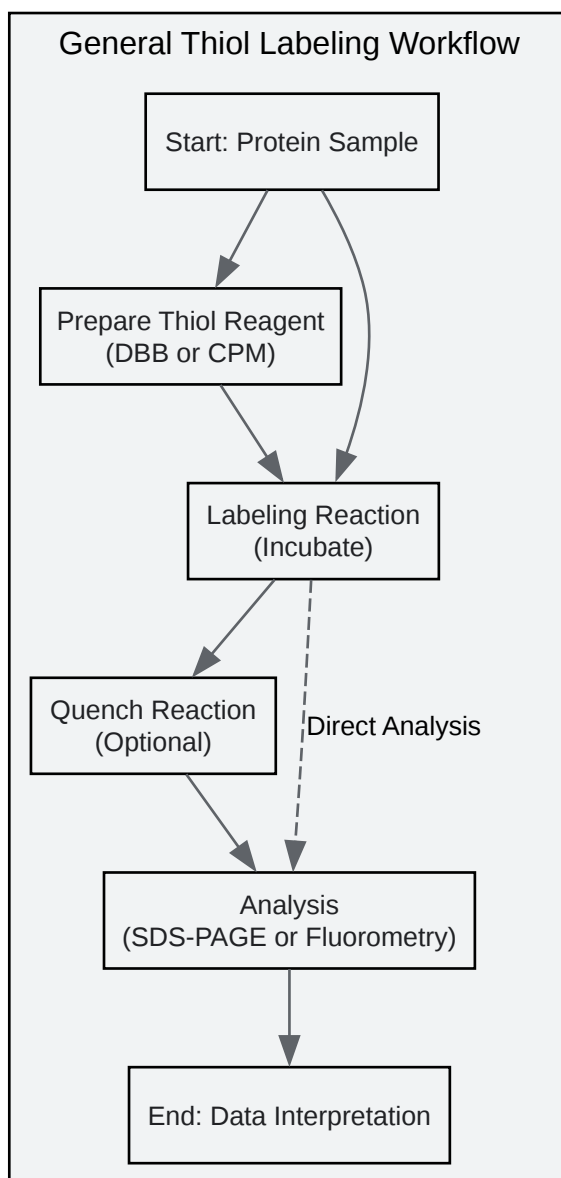 General Thiol Labeling Workflow
Start: Protein Sample
Prepare Thiol Reagent
(DBB or CPM)
Labeling Reaction
(Incubate)
Quench Reaction
(Optional)
Direct Analysis
Analysis
(SDS-PAGE or Fluorometry)
End: Data Interpretation